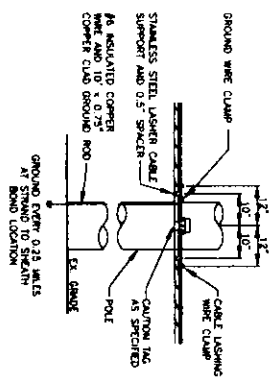 GROUND WIRE CLAMP
STAINLESS STEEL LASHER CABLE
SUPPORT AND 0.5" SPACER
#6 INSULATED COPPER
WIRE AND 10' x 0.75"
COPPER CLAD GROUND ROD
12"
12"
10"
10"
CABLE LASHING
WIRE CLAMP
CAUTION TAG
AS SPECIFIED
POLE
EX. GRADE
GROUND EVERY 0.25 MILES
AT STRAND TO SHEATH
BOND LOCATION